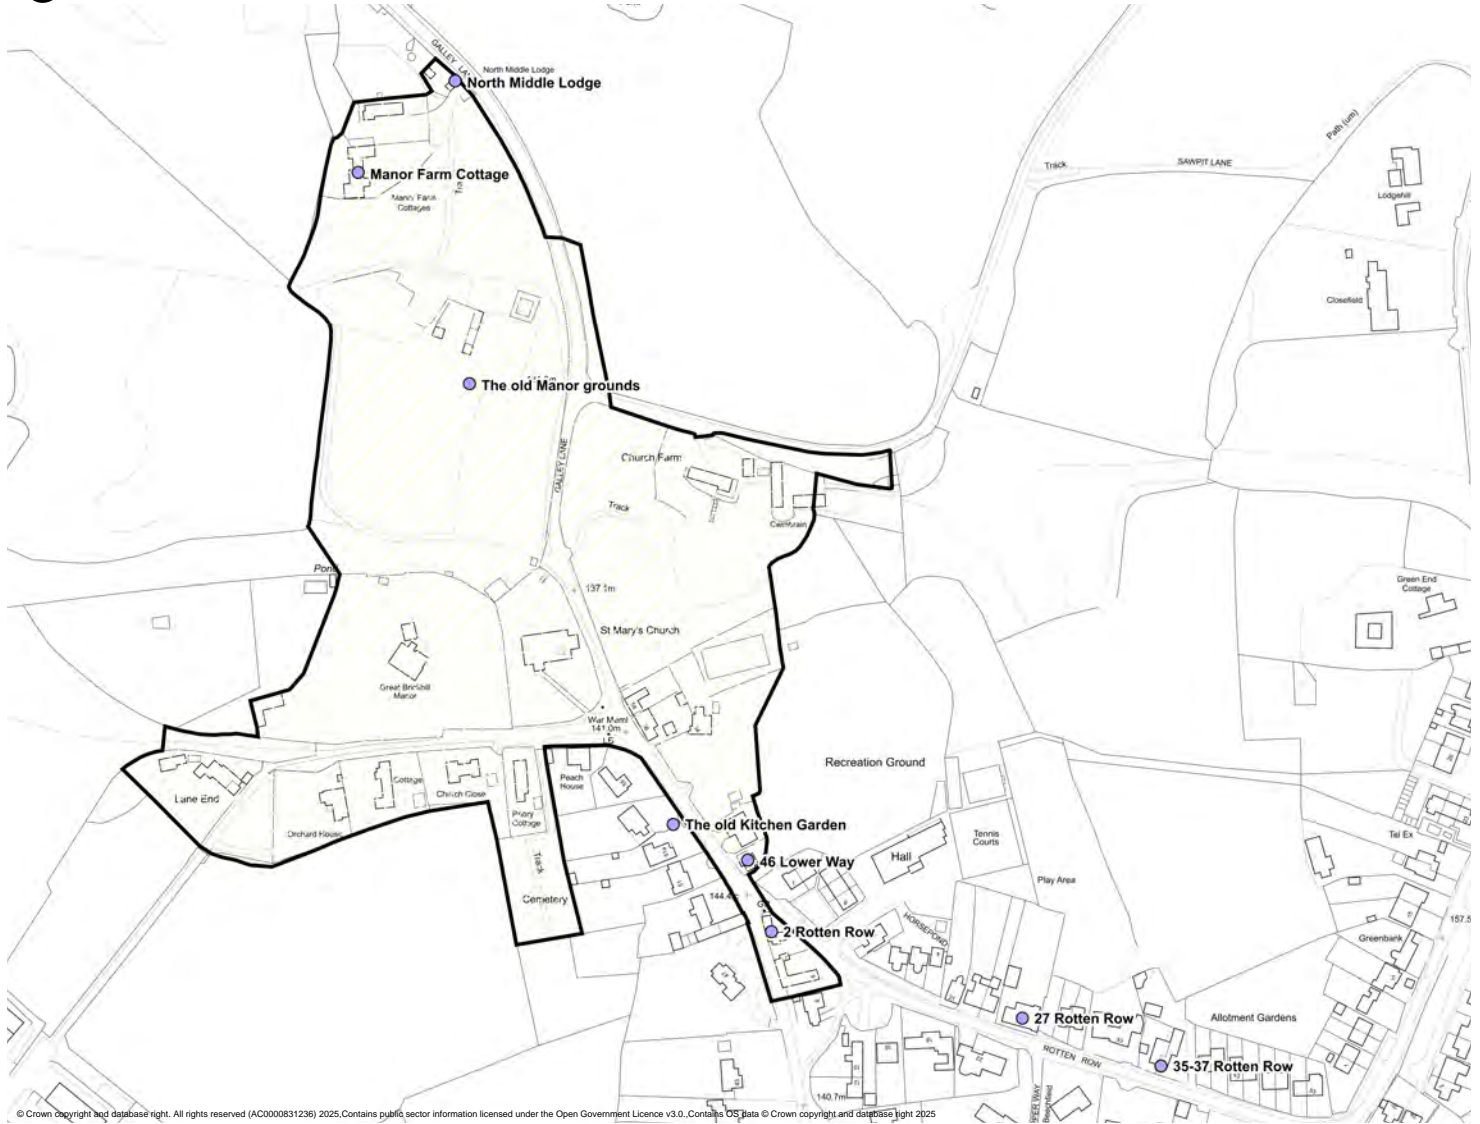 GALLEY LA
North Middle Lodge
North Middle Lodge
Manor Farm Cottage
Manor Farm
Cottages
Track
SAWPIT LANE
Path (um)
Lodgehill
Closefield
The old Manor grounds
GALLEY LANE
Church Farm
Track
Pond
137.1m
St Mary's Church
Great Brickhill
Manor
Green End
Cottage
War Meml
141.0m
Recreation Ground
Lane End
Cottage
Church Close
Orchard House
Priory
Cottage
Peach
House
Track
Cemetery
The old Kitchen Garden
46 Lower Way
Hall
Tennis
Courts
Play Area
Tel Ex
144.4
2 Rotten Row
HORSEPOND
Greenbank
157.5
27 Rotten Row
Allotment Gardens
ROTTEN ROW
35-37 Rotten Row
PER WAY
Beechfield
140.7m
© Crown copyright and database right. All rights reserved (AC0000831236) 2025,Contains public sector information licensed under the Open Government Licence v3.0.,Contains OS data © Crown copyright and database right 2025